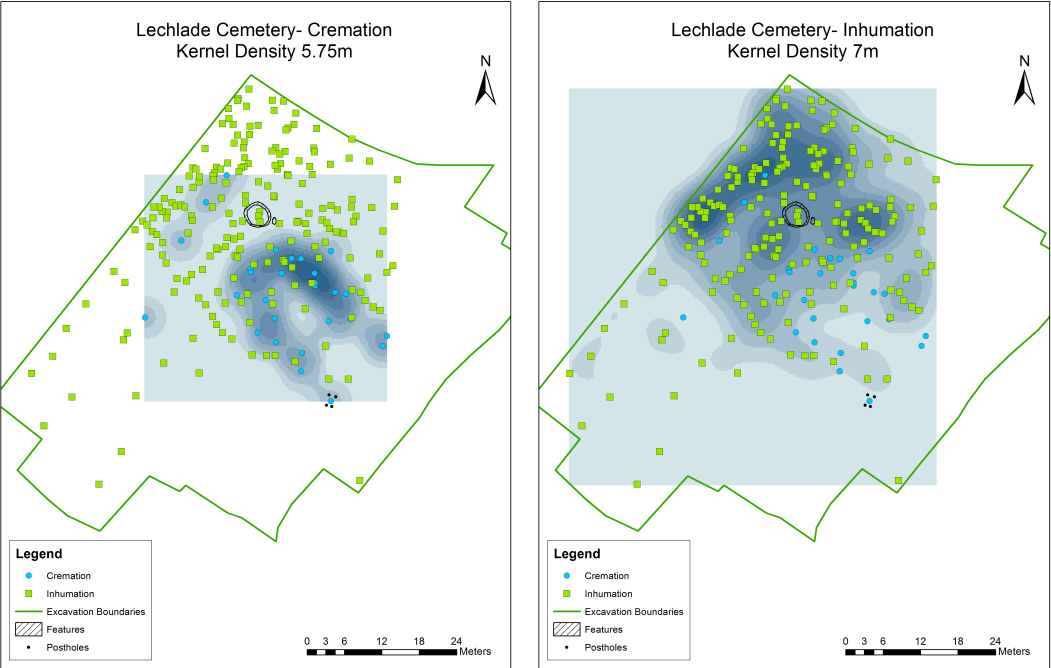 Lechlade Cemetery- Cremation
Kernel Density 5.75m
N
Legend
Cremation
Inhumation
Excavation Boundaries
Features
Postholes
0 3 6 12 18 24
Meters
Lechlade Cemetery- Inhumation
Kernel Density 7m
N
Legend
Cremation
Inhumation
Excavation Boundaries
Features
Postholes
0 3 6 12 18 24
Meters